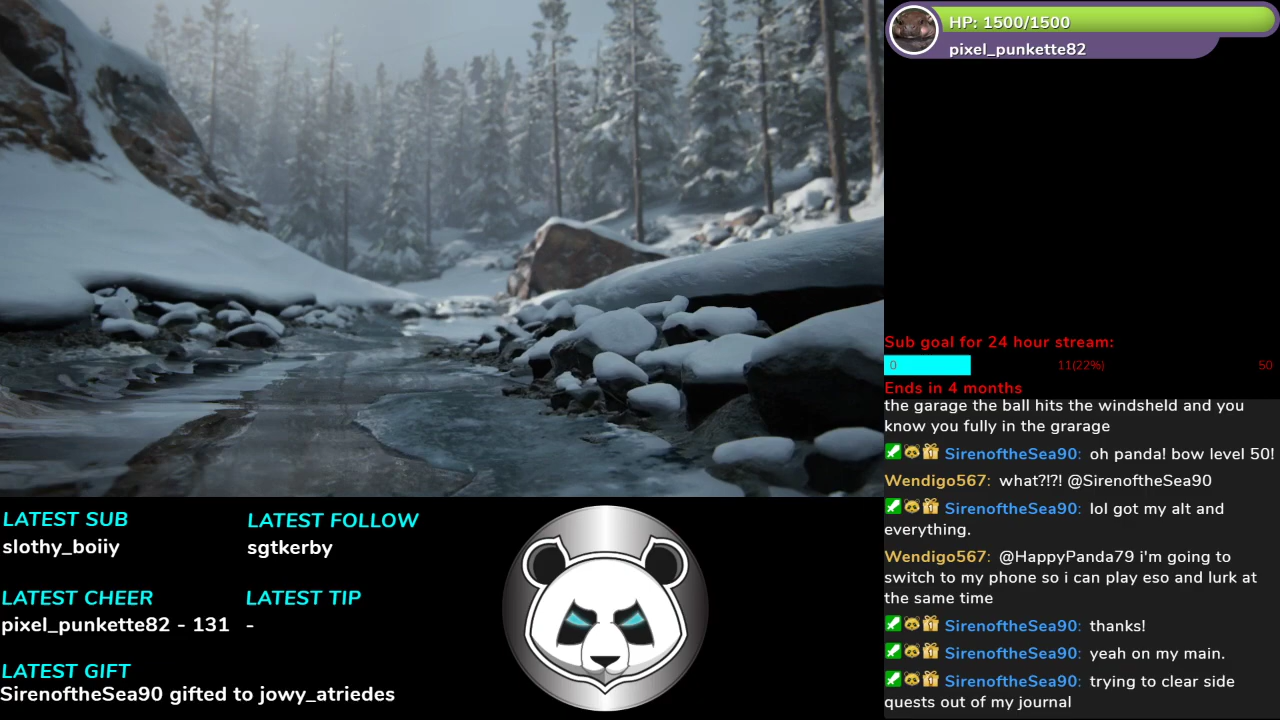 HP: 1500/1500
pixel_punkette82
Sub goal for 24 hour stream:
0 11(22%) 50
Ends in 4 months
the garage the ball hits the windsheld and you
know you fully in the grarage
SirenoftheSea90: oh panda! bow level 50!
Wendigo567: what?!?! @SirenoftheSea90
SirenoftheSea90: lol got my alt and
everything.
Wendigo567: @HappyPanda79 i'm going to
switch to my phone so i can play eso and lurk at
the same time
SirenoftheSea90: thanks!
SirenoftheSea90: yeah on my main.
SirenoftheSea90: trying to clear side
quests out of my journal
LATEST SUB
slothy_boiiy
LATEST FOLLOW
sgtkerby
LATEST CHEER
pixel_punkette82 - 131
LATEST TIP
-
LATEST GIFT
SirenoftheSea90 gifted to jowy_atriedes